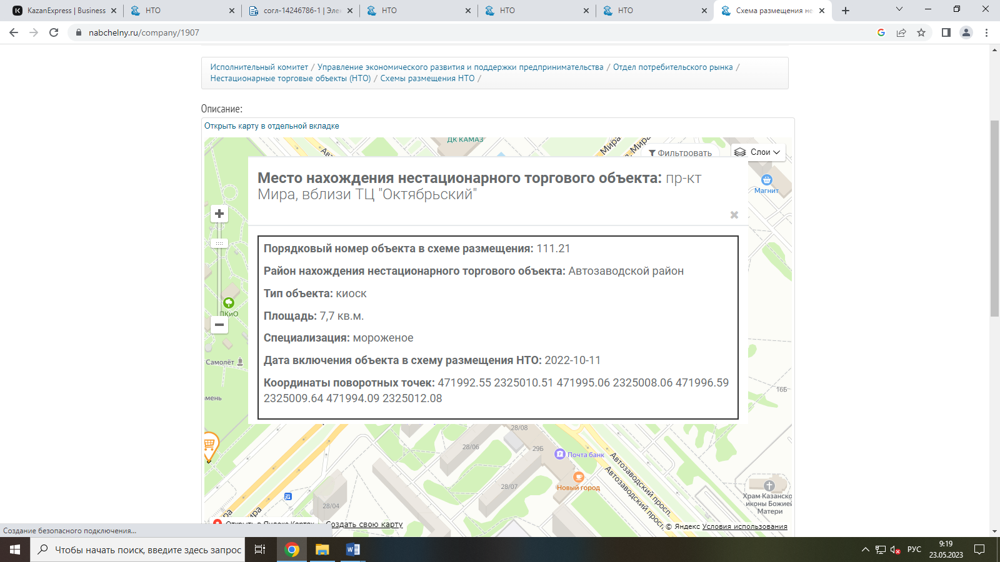 KazanExpress | Business
НТО
согл-14246786-1 | Эле
НТО
НТО
НТО
Схема размещения не
nabchelny.ru/company/1907
Исполнительный комитет / Управление экономического развития и поддержки предпринимательства / Отдел потребительского рынка /
Нестационарные торговые объекты (НТО) / Схемы размещения НТО /
Описание:
Открыть карту в отдельной вкладке
ДК КАМАЗ
Мира
Мира
Фильтровать
Слои
Место нахождения нестационарного торгового объекта: пр-кт
Мира, вблизи ТЦ "Октябрьский"
Магнит
Порядковый номер объекта в схеме размещения: 111.21
Район нахождения нестационарного торгового объекта: Автозаводской район
Тип объекта: киоск
Площадь: 7,7 кв.м.
Специализация: мороженое
Дата включения объекта в схему размещения НТО: 2022-10-11
Координаты поворотных точек: 471992.55 2325010.51 471995.06 2325008.06 471996.59
2325009.64 471994.09 2325012.08
ПКиО
Самолёт
мень
16Б
28/08
28/06
29Б
Почта банк
28/07
Новый город
28/04
Автозаводский просп.
Автозаводский просп.
Храм Казанско
иконы Божией
Матери
Открыть в Яндекс.Картах
Создать свою карту
© Яндекс Условия использования
Создание безопасного подключения...
Чтобы начать поиск, введите здесь запрос
РУС
9:19
23.05.2023